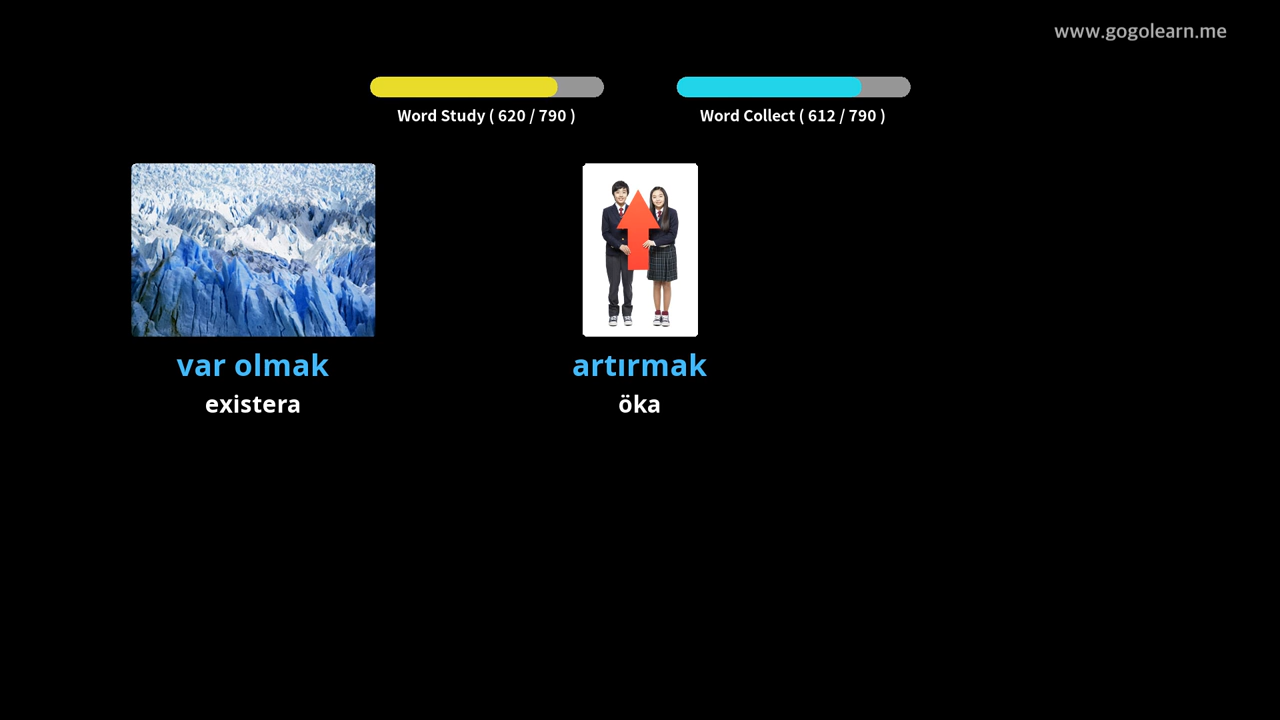 www.gogolearn.me
Word Study ( 620 / 790 )
Word Collect ( 612 / 790 )
var olmak
existera
artırmak
öka